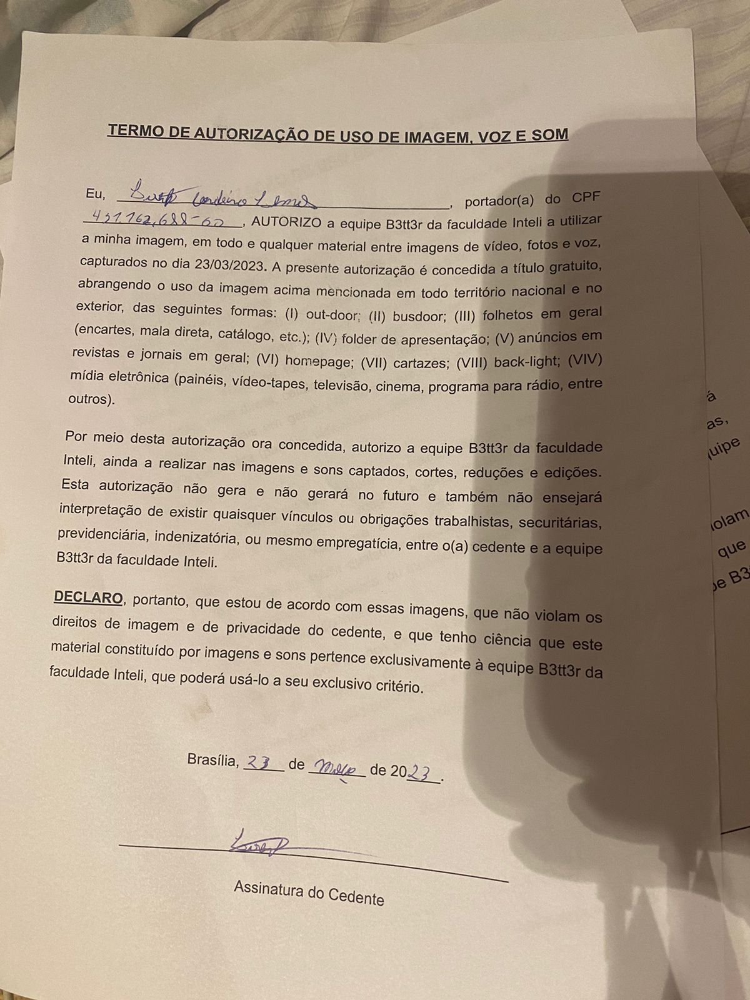 TERMO DE AUTORIZAÇÃO DE USO DE IMAGEM, VOZ E SOM
Eu, Cordeiro Lemes, portador(a) do CPF
431.162.688-60, AUTORIZO a equipe B3tt3r da faculdade Inteli a utilizar
a minha imagem, em todo e qualquer material entre imagens de vídeo, fotos e voz,
capturados no dia 23/03/2023. A presente autorização é concedida a título gratuito,
abrangendo o uso da imagem acima mencionada em todo território nacional e no
exterior, das seguintes formas: (I) out-door; (II) busdoor; (III) folhetos em geral
(encartes, mala direta, catálogo, etc.); (IV) folder de apresentação; (V) anúncios em
revistas e jornais em geral; (VI) homepage; (VII) cartazes; (VIII) back-light; (VIV)
mídia eletrônica (painéis, vídeo-tapes, televisão, cinema, programa para rádio, entre
outros).
Por meio desta autorização ora concedida, autorizo a equipe B3tt3r da faculdade
Inteli, ainda a realizar nas imagens e sons captados, cortes, reduções e edições.
Esta autorização não gera e não gerará no futuro e também não ensejará
interpretação de existir quaisquer vínculos ou obrigações trabalhistas, securitárias,
previdenciária, indenizatória, ou mesmo empregatícia, entre o(a) cedente e a equipe
B3tt3r da faculdade Inteli.
DECLARO, portanto, que estou de acordo com essas imagens, que não violam os
direitos de imagem e de privacidade do cedente, e que tenho ciência que este
material constituído por imagens e sons pertence exclusivamente à equipe B3tt3r da
faculdade Inteli, que poderá usá-lo a seu exclusivo critério.
Brasília, 23 de março de 2023.
Assinatura do Cedente
á
as,
quipe
iolam
que
pe B3